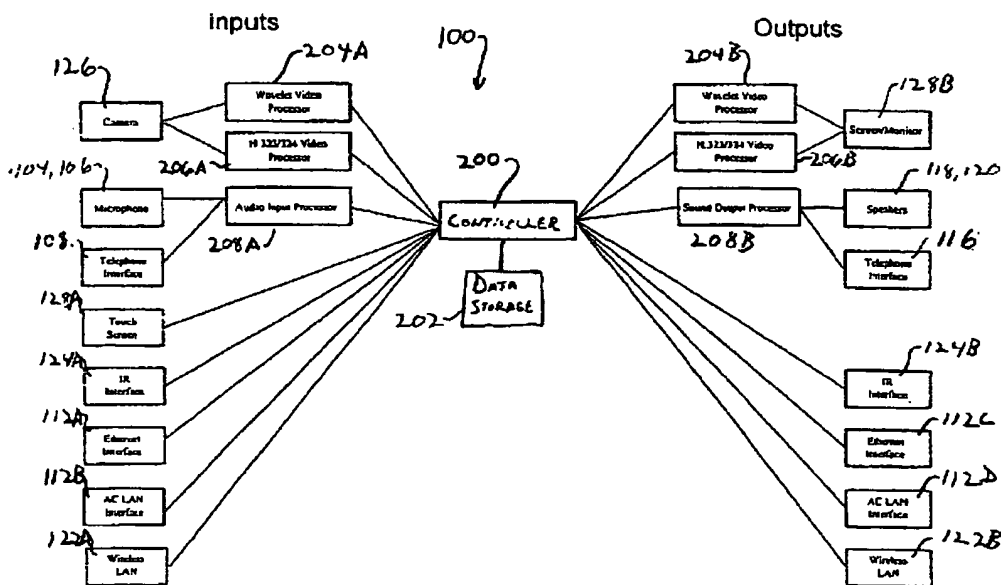 Inputs
Outputs
100
126
204A
204B
128B
Camera
Wavelet Video
Processor
Wavelet Video
Processor
Screen/Monitor
H.323/324 Video
Processor
H.323/324 Video
Processor
206A
206B
104, 106
200
118, 120
Microphone
Audio Input Processor
CONTROLLER
Sound Output Processor
Speakers
108
208A
208B
116
Telephone
Interface
DATA
STORAGE
Telephone
Interface
202
128A
Touch
Screen
124A
124B
IR
Interface
IR
Interface
112A
112C
Ethernet
Interface
Ethernet
Interface
112B
112D
AC LAN
Interface
AC LAN
Interface
122A
122B
Wireless
LAN
Wireless
LAN